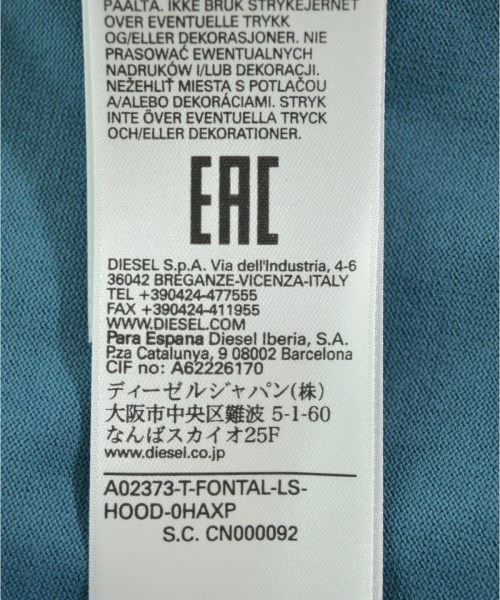 PÄÄLTÄ. IKKE BRUK STRYKEJERNET
OVER EVENTUELLE TRYKK
OG/ELLER DEKORASJONER. NIE
PRASOWAĆ EWENTUALNYCH
NADRUKÓW I/LUB DEKORACJI.
NEŽEHLIŤ MIESTA S POTLAČOU
A/ALEBO DEKORÁCIAMI. STRYK
INTE ÖVER EVENTUELLA TRYCK
OCH/ELLER DEKORATIONER.
EAC
DIESEL S.p.A. Via dell'Industria, 4-6
36042 BREGANZE-VICENZA-ITALY
TEL +390424-477555
FAX +390424-411955
WWW.DIESEL.COM
Para Espana Diesel Iberia, S.A.
P.za Catalunya, 9 08002 Barcelona
CIF no: A62226170
ディーゼルジャパン(株)
大阪市中央区難波 5-1-60
なんばスカイオ25F
www.diesel.co.jp
A02373-T-FONTAL-LS-
HOOD-0HAXP
S.C. CN000092